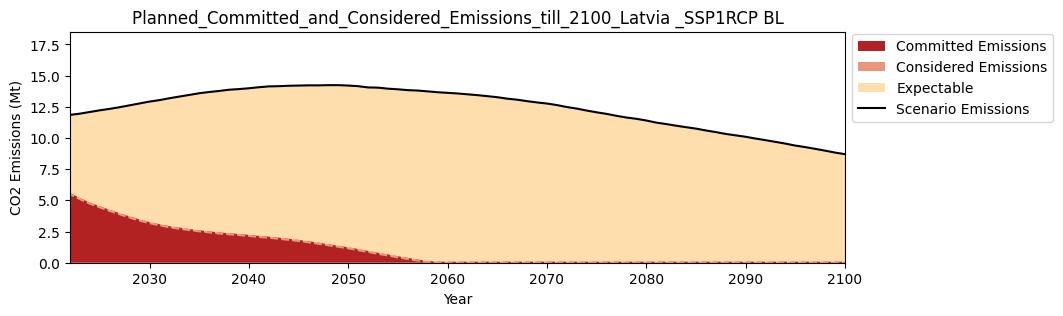 Planned_Committed_and_Considered_Emissions_till_2100_Latvia _SSP1RCP BL
CO2 Emissions (Mt)
17.5
15.0
12.5
10.0
7.5
5.0
2.5
0.0
2030 2040 2050 2060 2070 2080 2090 2100
Year
Committed Emissions
Considered Emissions
Expectable
Scenario Emissions